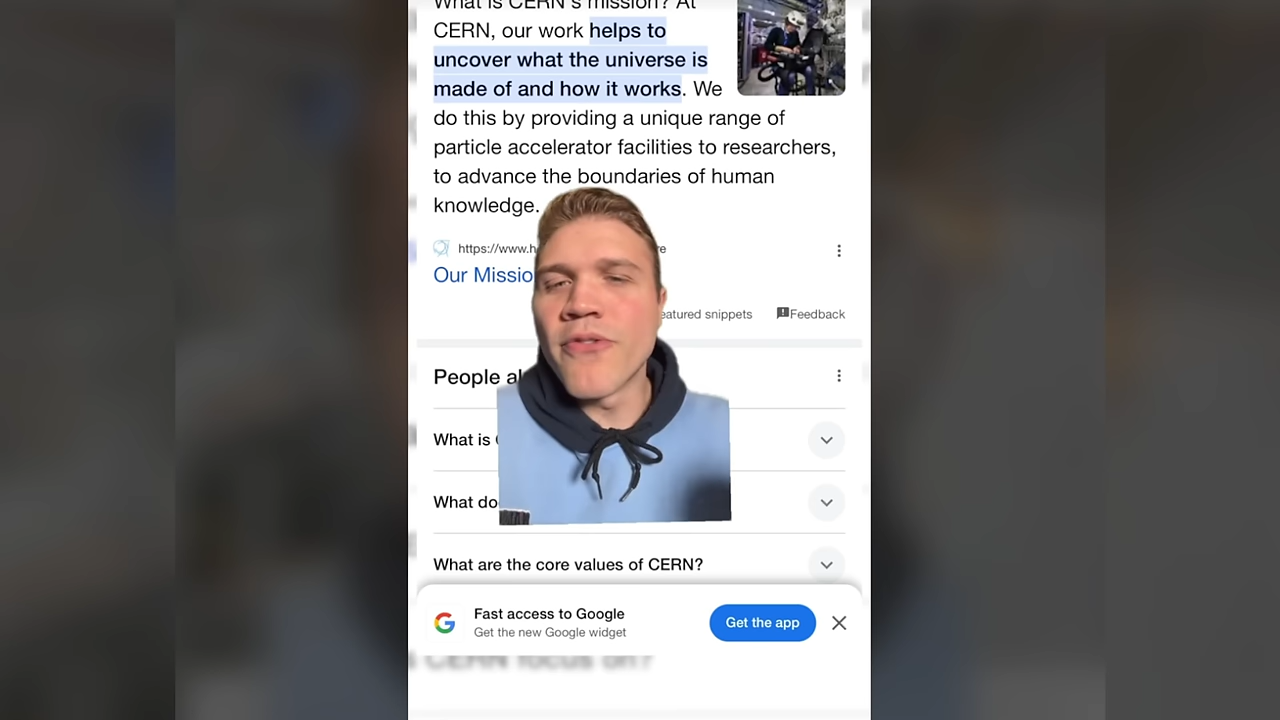 What is CERN's mission? At
CERN, our work helps to
uncover what the universe is
made of and how it works. We
do this by providing a unique range of
particle accelerator facilities to researchers,
to advance the boundaries of human
knowledge.
https://www.h
Our Missio
eatured snippets
Feedback
People al
What is
What do
What are the core values of CERN?
Fast access to Google
Get the new Google widget
Get the app
CERN focus on?